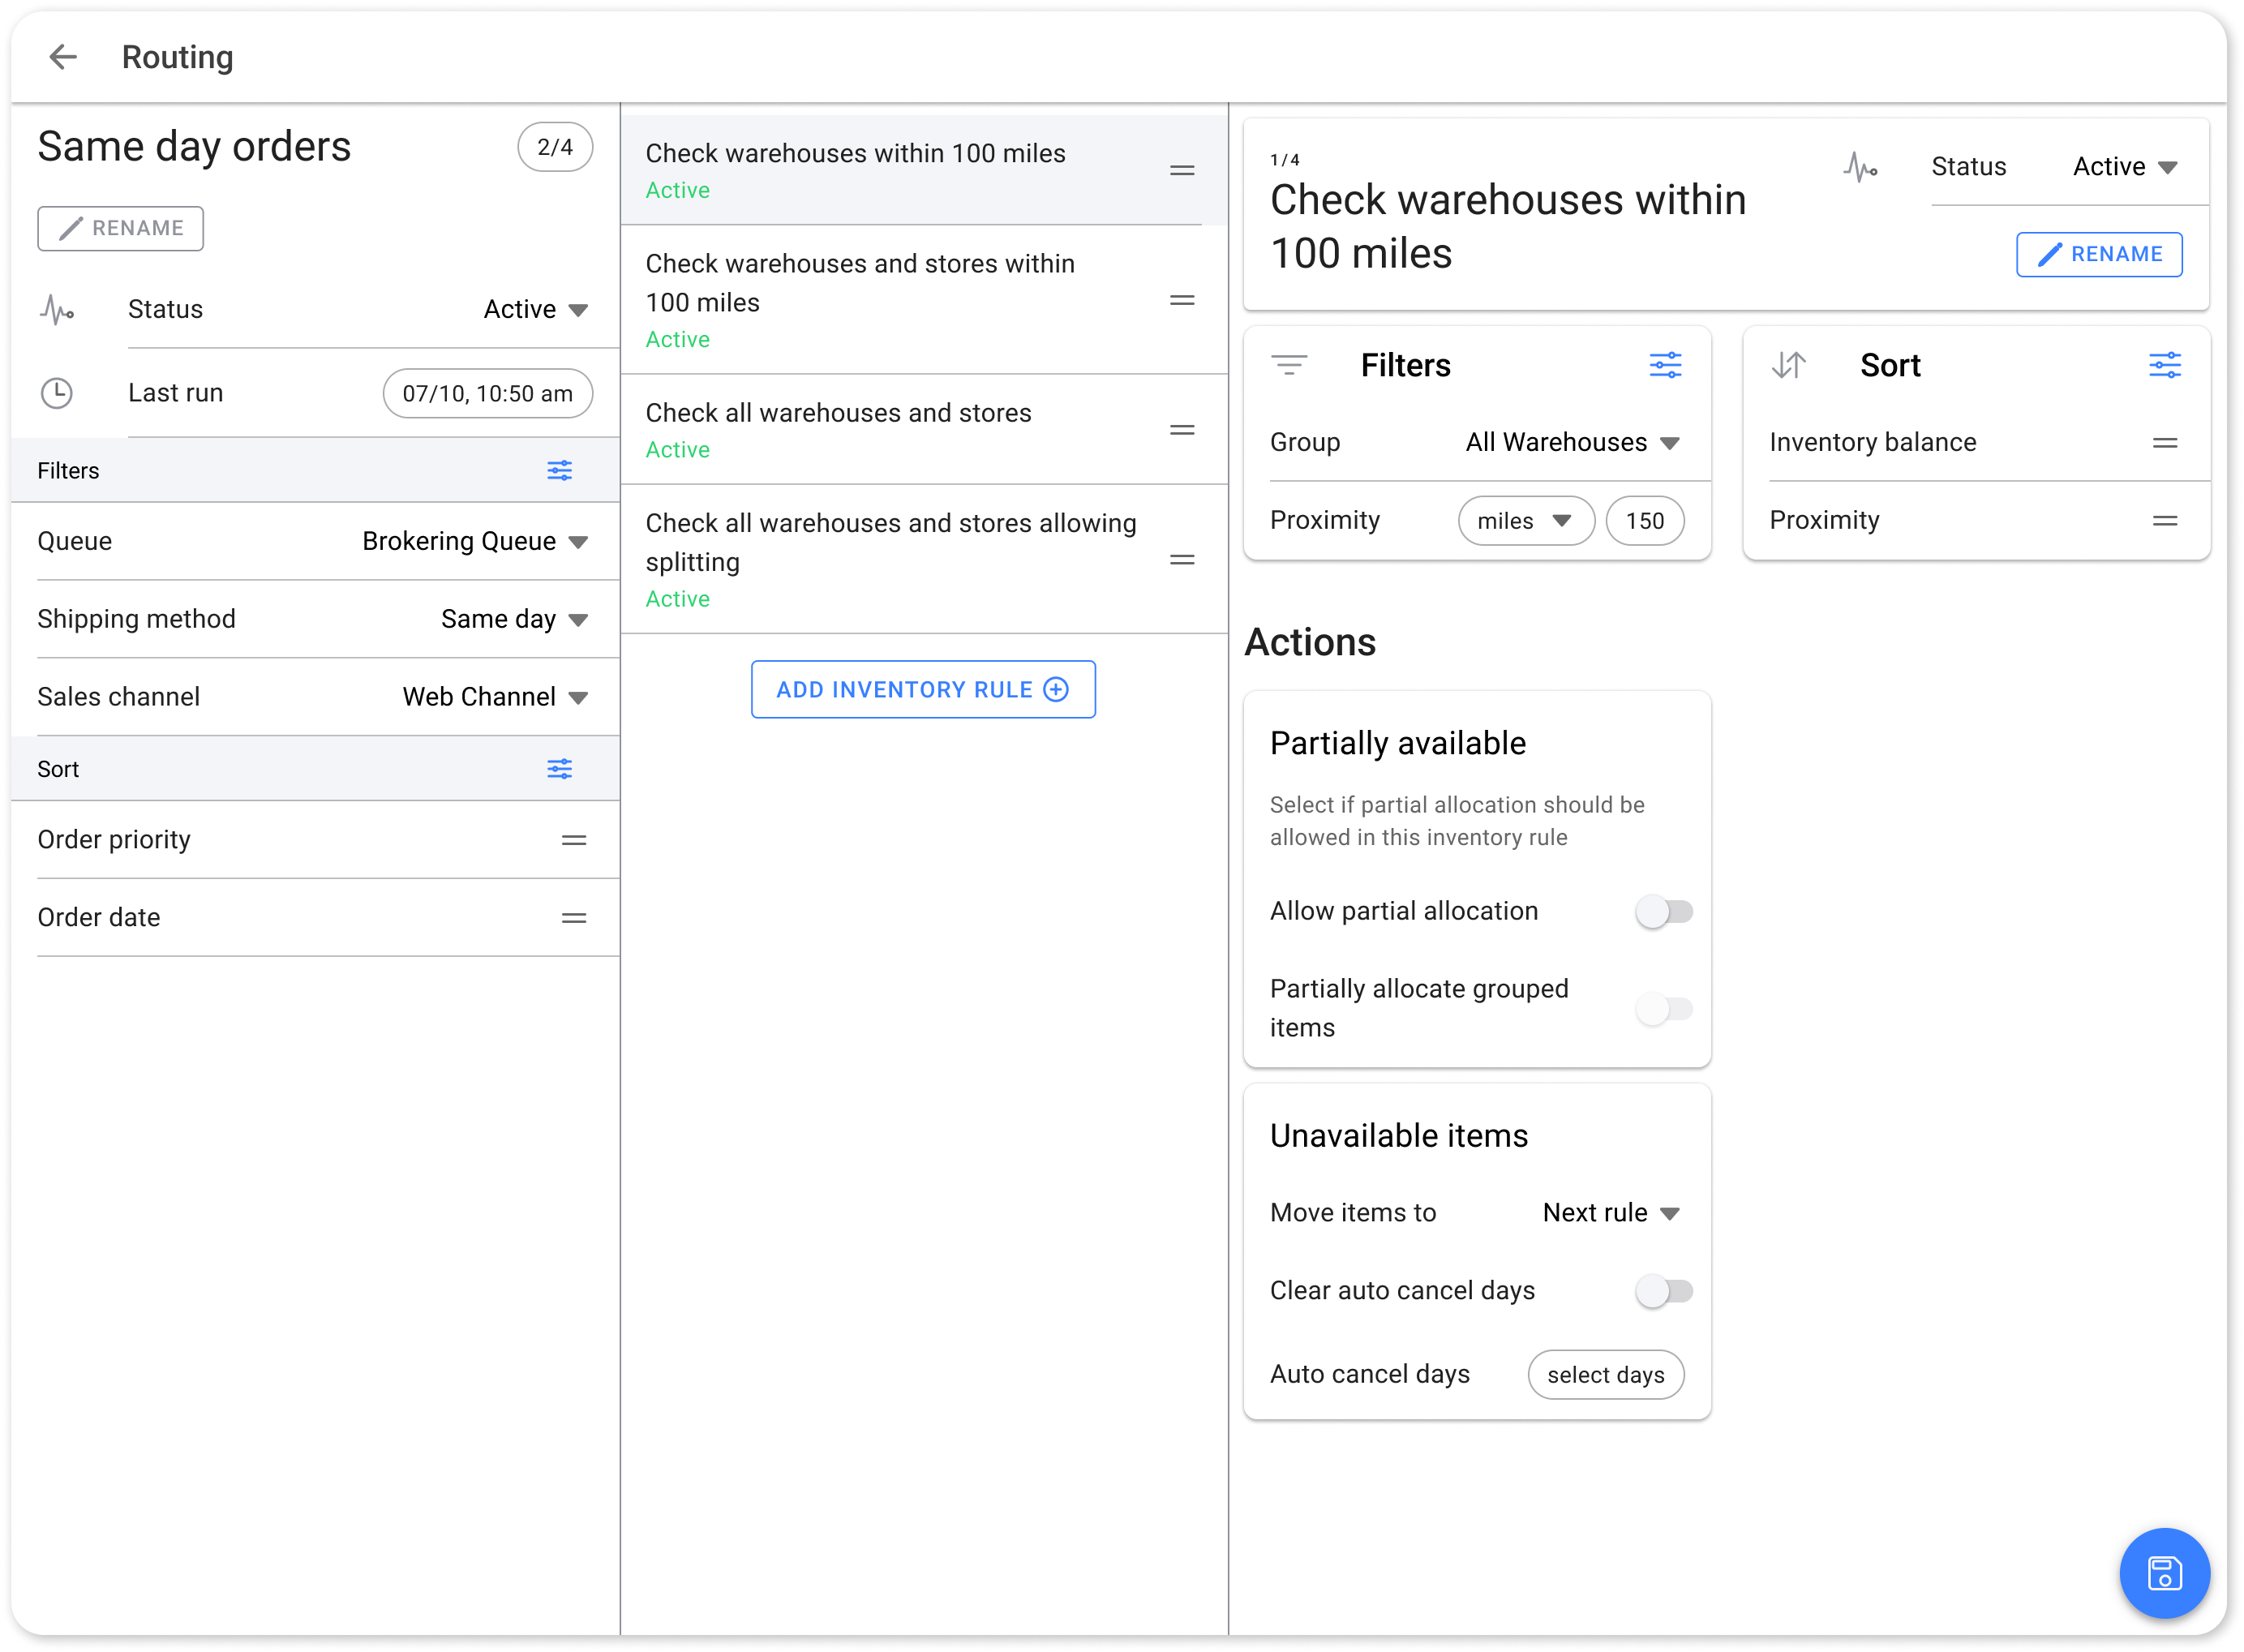 Routing
Same day orders
2/4
RENAME
Status
Active
Last run
07/10, 10:50 am
Filters
Queue
Brokering Queue
Shipping method
Same day
Sales channel
Web Channel
Sort
Order priority
Order date
Check warehouses within 100 miles
Active
Check warehouses and stores within
100 miles
Active
Check all warehouses and stores
Active
Check all warehouses and stores allowing
splitting
Active
ADD INVENTORY RULE
1/4
Check warehouses within
100 miles
Status
Active
RENAME
Filters
Group
All Warehouses
Proximity
miles
150
Sort
Inventory balance
Proximity
Actions
Partially available
Select if partial allocation should be
allowed in this inventory rule
Allow partial allocation
Partially allocate grouped
items
Unavailable items
Move items to
Next rule
Clear auto cancel days
Auto cancel days
select days